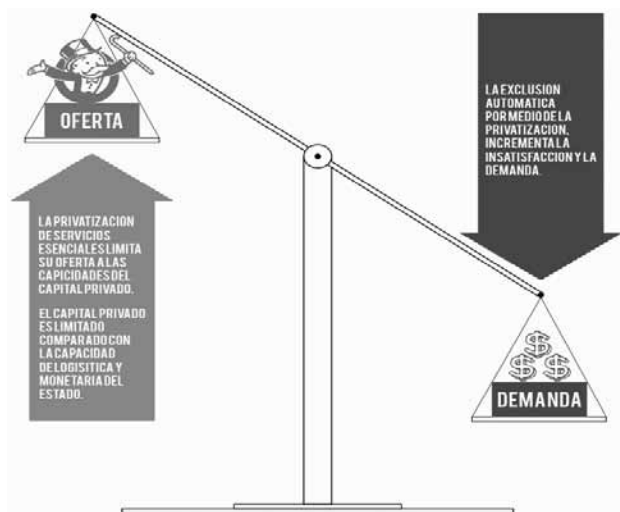 OFERTA
LA PRIVATIZACION
DE SERVICIOS
ESENCIALES LIMITA
SU OFERTA A LAS
CAPICIDADES DEL
CAPITAL PRIVADO.
EL CAPITAL PRIVADO
ES LIMITADO
COMPARADO CON
LA CAPACIDAD
DE LOGISITICA Y
MONETARIA DEL
ESTADO.
LA EXCLUSION
AUTOMATICA
POR MEDIO DE LA
PRIVATIZACION,
INCREMENTA LA
INSATISFACCION Y LA
DEMANDA.
$
$ $
DEMANDA